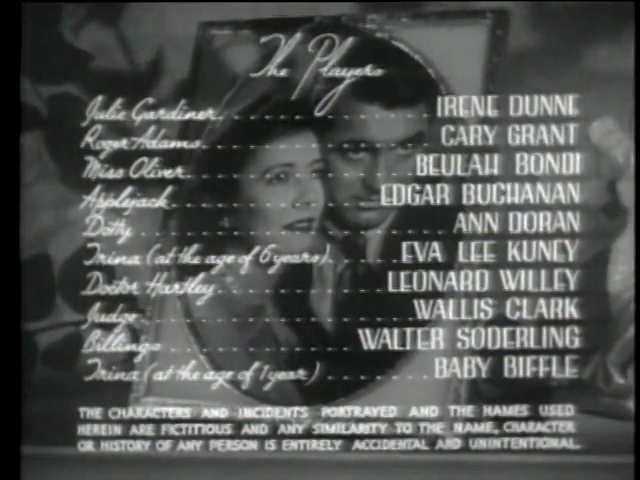 The Players
Julie Gardiner IRENE DUNNE
Roger Adams CARY GRANT
Miss Oliver BEULAH BONDI
Applejack EDGAR BUCHANAN
Dotty ANN DORAN
Trina (at the age of 6 years) EVA LEE KUNEY
Doctor Hartley LEONARD WILLEY
Judge WALLIS CLARK
Billings WALTER SODERLING
Trina (at the age of 1 year) BABY BIFFLE
THE CHARACTERS AND INCIDENTS PORTRAYED AND THE NAMES USED
HEREIN ARE FICTITIOUS AND ANY SIMILARITY TO THE NAME, CHARACTER
OR HISTORY OF ANY PERSON IS ENTIRELY ACCIDENTAL AND UNINTENTIONAL.